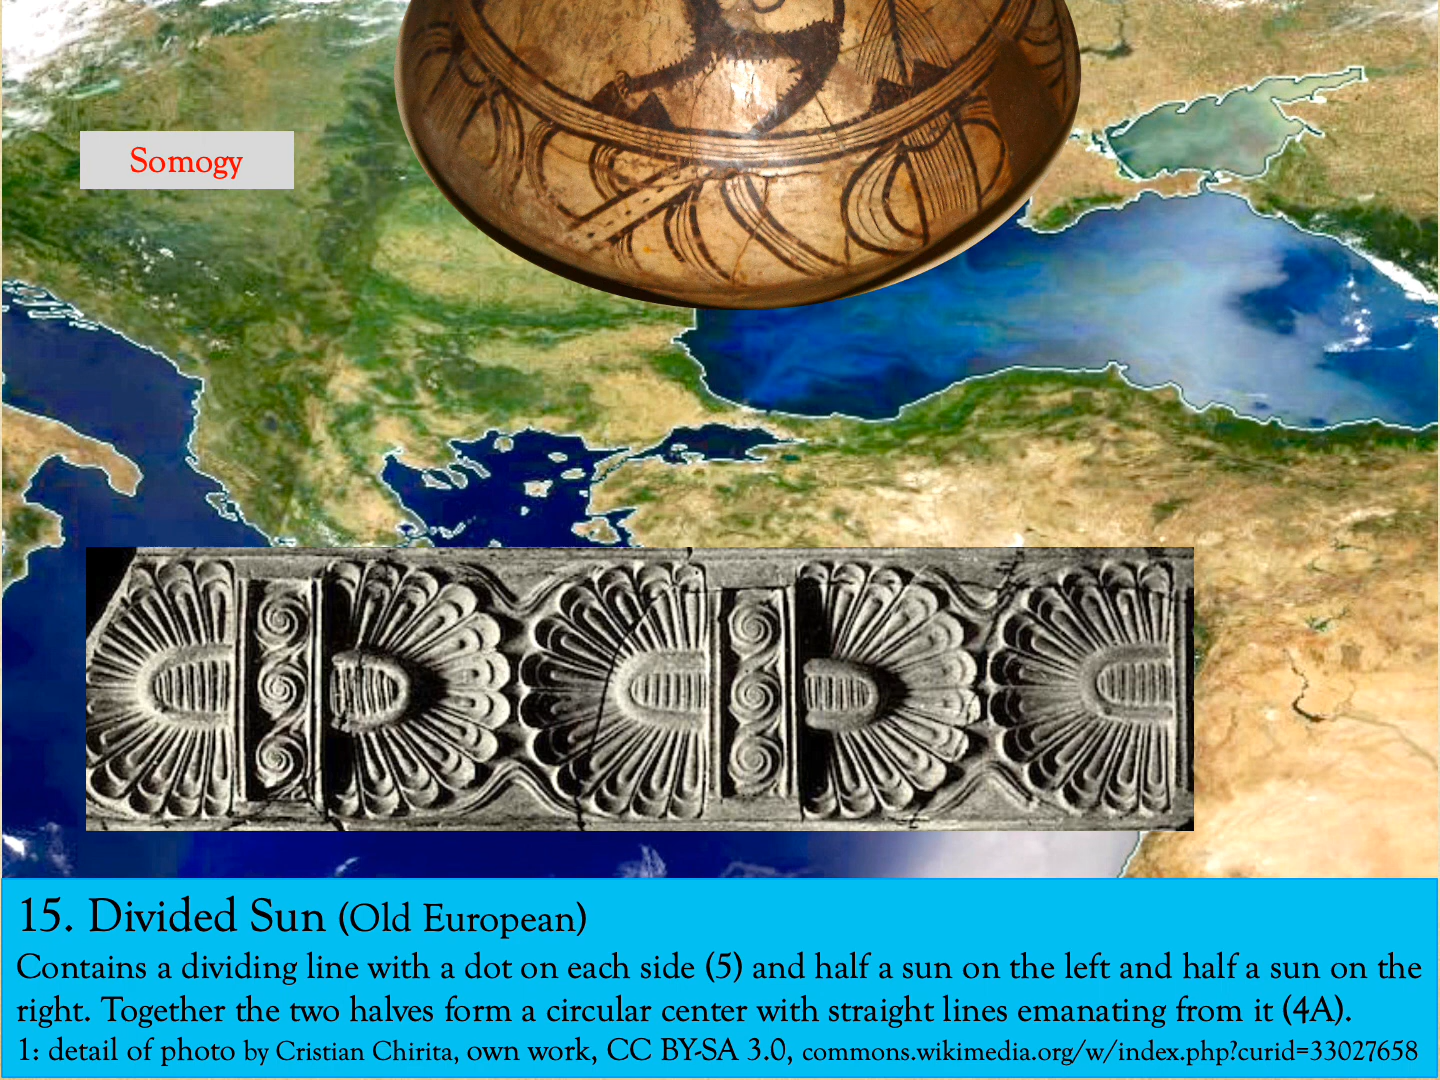 Somogy
15. Divided Sun (Old European)
Contains a dividing line with a dot on each side (5) and half a sun on the left and half a sun on the
right. Together the two halves form a circular center with straight lines emanating from it (4A).
1: detail of photo by Cristian Chirita, own work, CC BY-SA 3.0, commons.wikimedia.org/w/index.php?curid=33027658